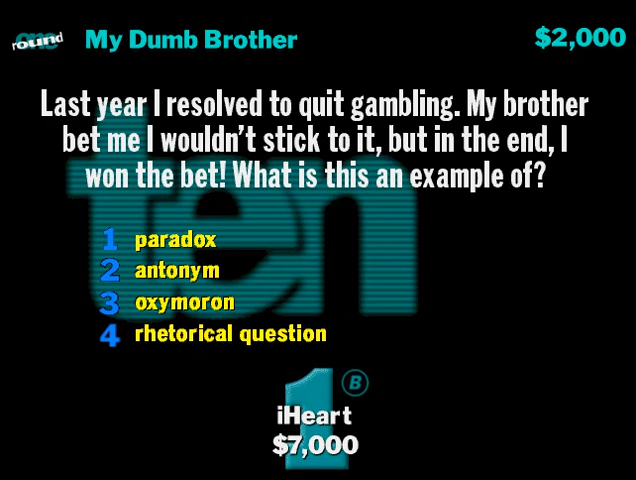 round one My Dumb Brother $2,000
Last year I resolved to quit gambling. My brother
bet me I wouldn't stick to it, but in the end, I
won the bet! What is this an example of?
ten
1 paradox
2 antonym
3 oxymoron
4 rhetorical question
1 B
iHeart
$7,000